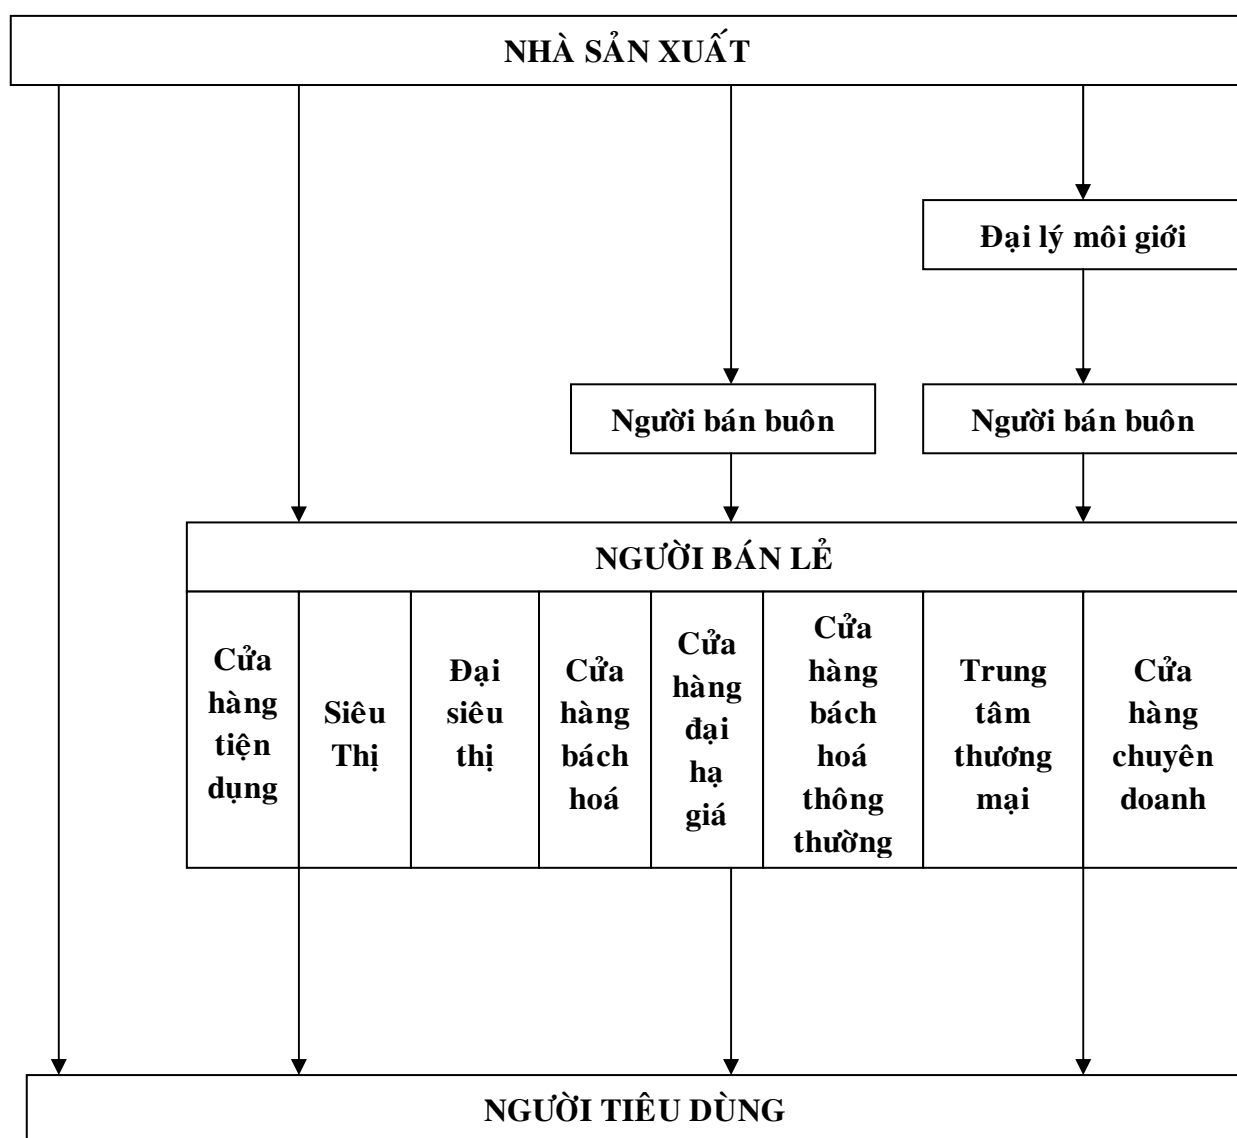 NHÀ SẢN XUẤT
Đại lý môi giới
Người bán buôn
Người bán buôn
NGƯỜI BÁN LẺ
Cửa
hàng
tiện
dụng
Siêu
Thị
Đại
siêu
thị
Cửa
hàng
bách
hoá
Cửa
hàng
đại
hạ
giá
Cửa
hàng
bách
hoá
thông
thường
Trung
tâm
thương
mại
Cửa
hàng
chuyên
doanh
NGƯỜI TIÊU DÙNG